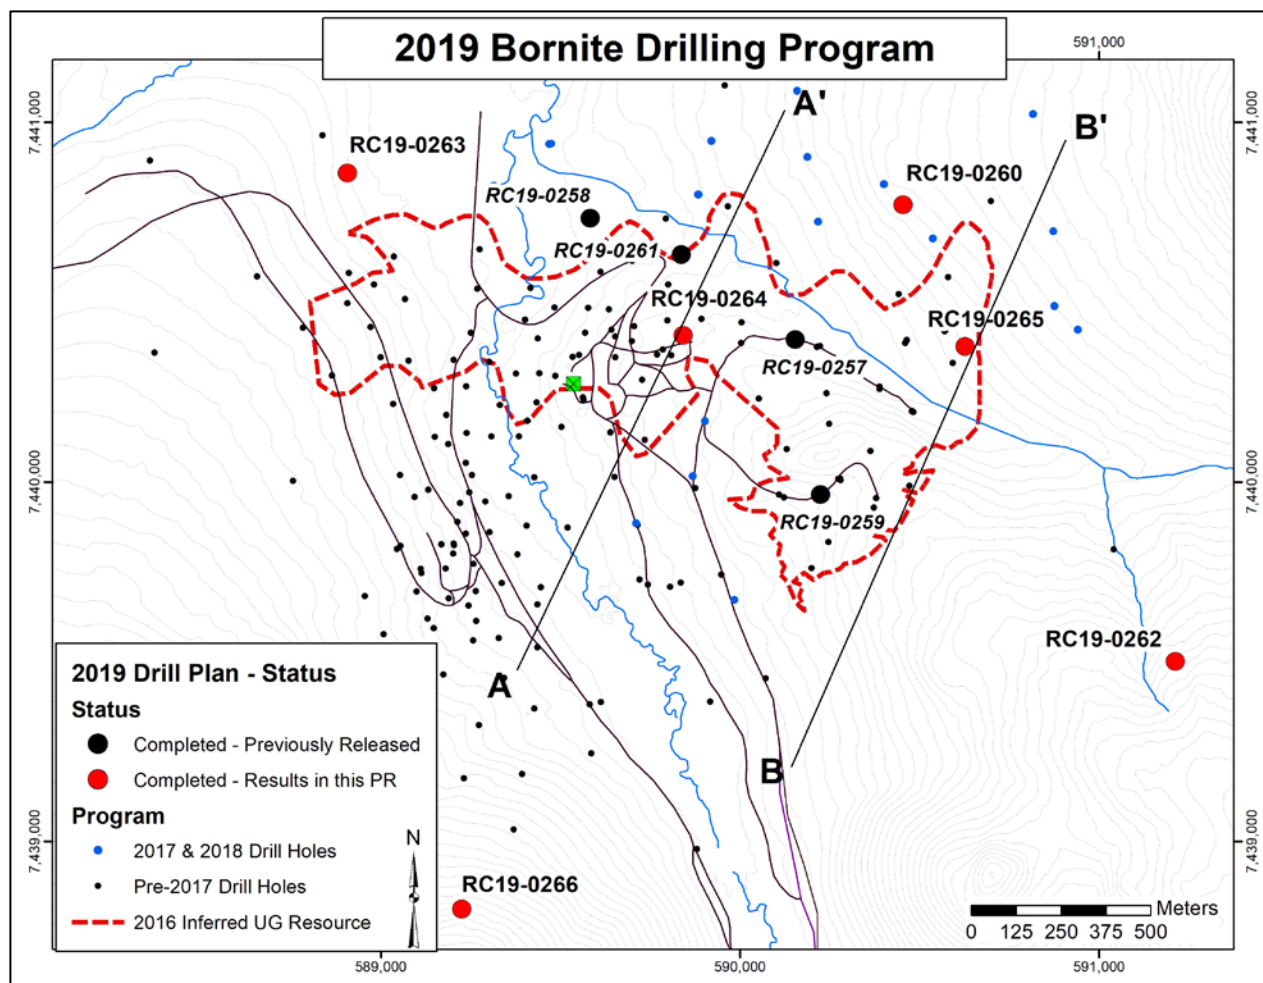 2019 Bornite Drilling Program
591,000
7,441,000
7,441,000
A'
B'
RC19-0263
RC19-0260
RC19-0258
RC19-0261
RC19-0264
RC19-0265
RC19-0257
7,440,000
7,440,000
RC19-0259
RC19-0262
A
B
2019 Drill Plan - Status
Status
Completed - Previously Released
Completed - Results in this PR
Program
2017 & 2018 Drill Holes
Pre-2017 Drill Holes
2016 Inferred UG Resource
N
7,439,000
7,439,000
RC19-0266
Meters
0 125 250 375 500
589,000
590,000
591,000